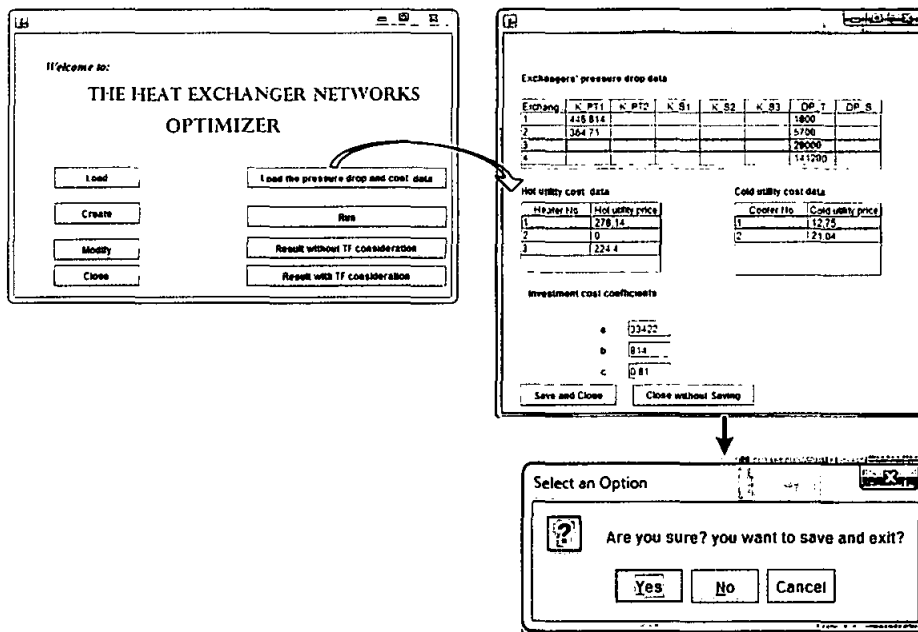 Welcome to:
THE HEAT EXCHANGER NETWORKS
OPTIMIZER
Load
Load the pressure drop and cost data
Create
Run
Modify
Result without TF consideration
Close
Result with TF consideration
Exchangers' pressure drop data
Exchang. K_PT1 K_PT2 K_S1 K_S2 K_S3 DP_T DP_S
1 1800
2 364.71 5700
3
4 141200
Hot utility cost data
Heater No Hot utility price
1 278,14
2 0
3 224.4
Cold utility cost data
Cooler No Cold utility price
1 12,75
2 21,04
Investment cost coefficients
a 33422
b 814
c 0.81
Save and Close
Close without Saving
Select an Option
Are you sure? you want to save and exit?
Yes
No
Cancel